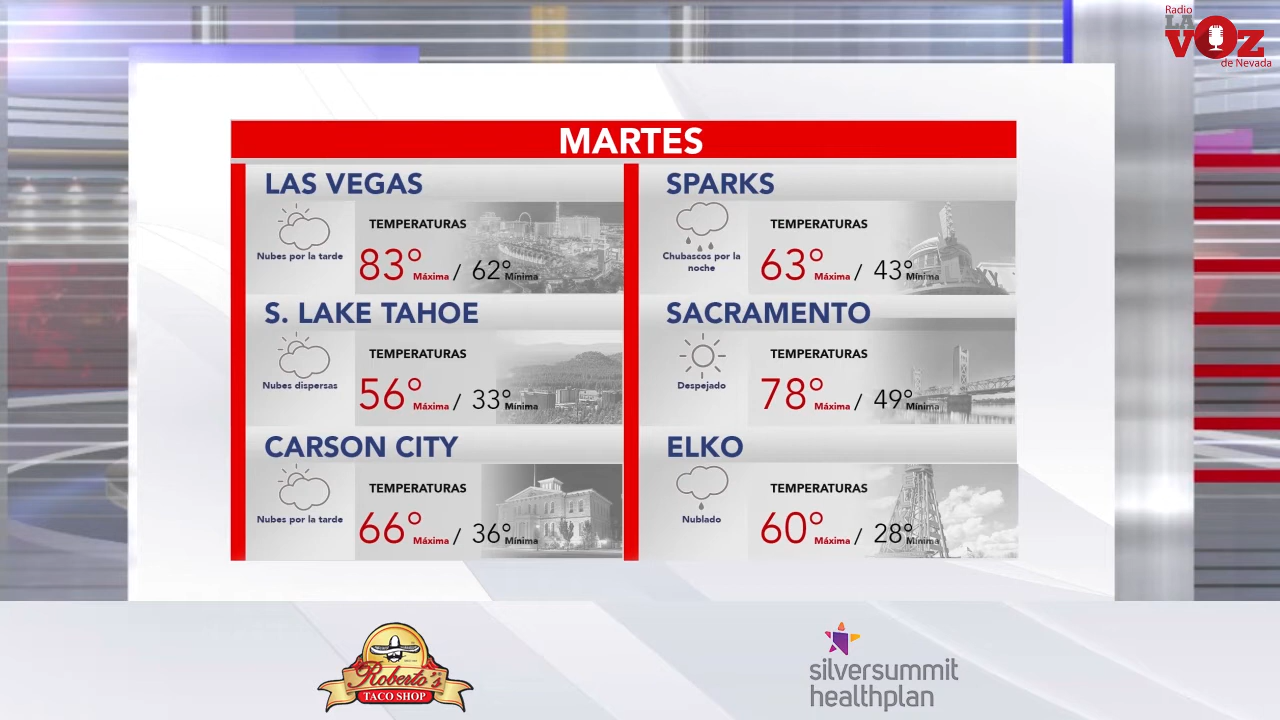 Radio
LA
VOZ
de Nevada
MARTES
LAS VEGAS
Nubes por la tarde
TEMPERATURAS
83° Máxima / 62° Mínima
S. LAKE TAHOE
Nubes dispersas
TEMPERATURAS
56° Máxima / 33° Mínima
CARSON CITY
Nubes por la tarde
TEMPERATURAS
66° Máxima / 36° Mínima
SPARKS
Chubascos por la
noche
TEMPERATURAS
63° Máxima / 43° Mínima
SACRAMENTO
Despejado
TEMPERATURAS
78° Máxima / 49° Mínima
ELKO
Nublado
TEMPERATURAS
60° Máxima / 28° Mínima
Roberto's
TACO SHOP
silversummit
healthplan